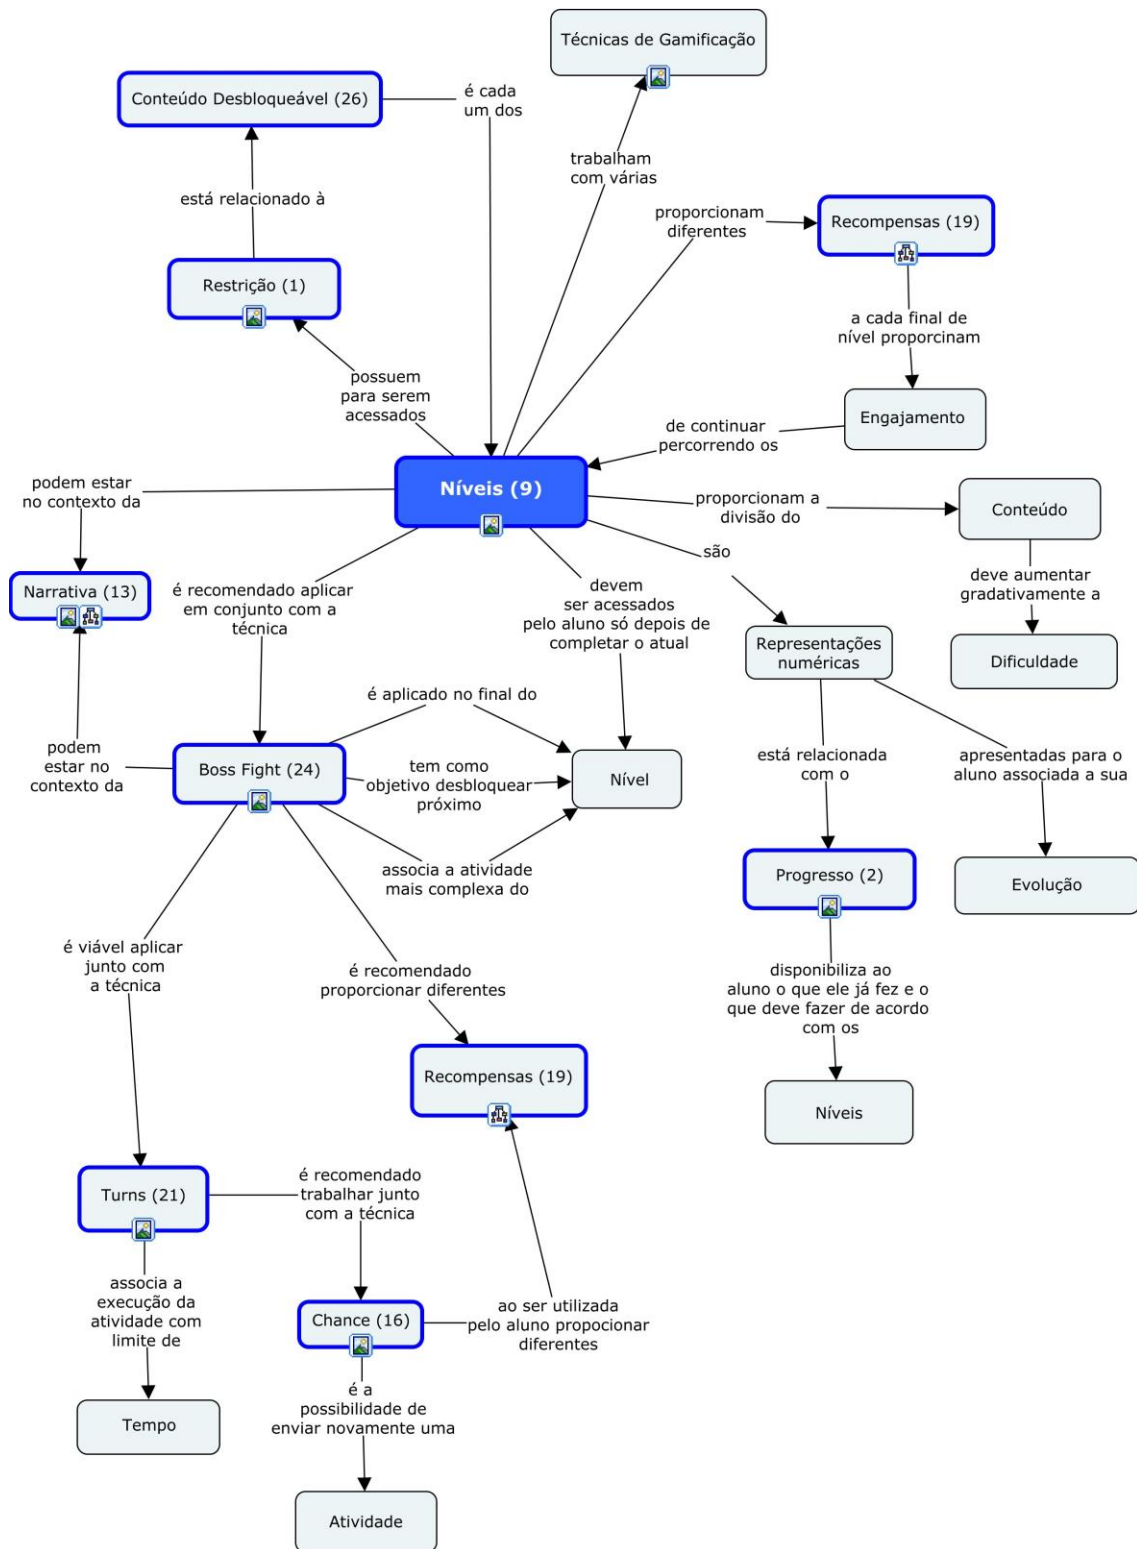 Técnicas de Gamificação
Conteúdo Desbloqueável (26)
é cada
um dos
trabalham
com várias
está relacionado à
proporcionam
diferentes
Recompensas (19)
Restrição (1)
a cada final de
nível proporcinam
possuem
para serem
acessados
Engajamento
de continuar
percorrendo os
Níveis (9)
podem estar
no contexto da
proporcionam a
divisão do
Conteúdo
são
Narrativa (13)
é recomendado aplicar
em conjunto com a
técnica
devem
ser acessados
pelo aluno só depois de
completar o atual
deve aumentar
gradativamente a
Representações
numéricas
Dificuldade
é aplicado no final do
podem
estar no
contexto da
Boss Fight (24)
tem como
objetivo desbloquear
próximo
Nível
está relacionada
com o
apresentadas para o
aluno associada a sua
associa a atividade
mais complexa do
Progresso (2)
Evolução
é viável aplicar
junto com
a técnica
é recomendado
proporcionar diferentes
disponibiliza ao
aluno o que ele já fez e o
que deve fazer de acordo
com os
Recompensas (19)
Níveis
Turns (21)
é recomendado
trabalhar junto
com a técnica
associa a
execução da
atividade com
limite de
Chance (16)
ao ser utilizada
pelo aluno propocionar
diferentes
Tempo
é a
possibilidade de
enviar novamente uma
Atividade